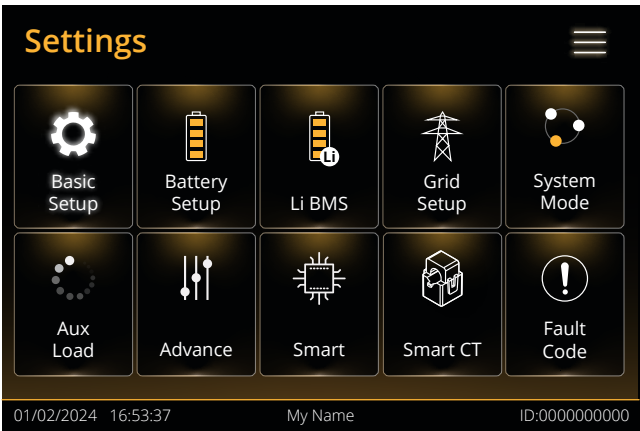 Settings
Basic
Setup
Battery
Setup
Li
Li BMS
Grid
Setup
System
Mode
Aux
Load
Advance
Smart
Smart CT
!
Fault
Code
01/02/2024 16:53:37 My Name ID:0000000000